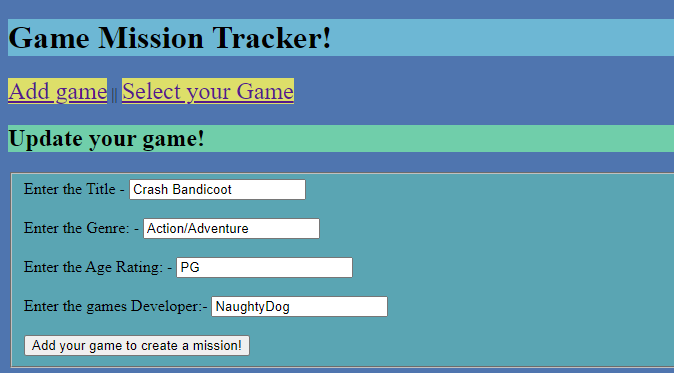 Game Mission Tracker!
Add game || Select your Game
Update your game!
Enter the Title - Crash Bandicoot
Enter the Genre: - Action/Adventure
Enter the Age Rating: - PG
Enter the games Developer:- NaughtyDog
Add your game to create a mission!